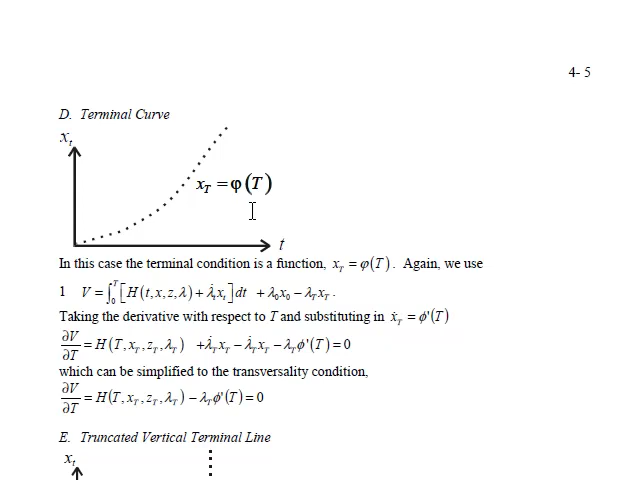 4- 5
D. Terminal Curve
x_t
x_T = φ(T)
t
In this case the terminal condition is a function, x_T = φ(T). Again, we use
1 V = ∫_0^T [H(t,x,z,λ) + λ̇_t x_t] dt + λ_0 x_0 − λ_T x_T .
Taking the derivative with respect to T and substituting in ẋ_T = φ'(T)
∂V/∂T = H(T,x_T,z_T,λ_T) + λ̇_T x_T − λ̇_T x_T − λ_T φ'(T) = 0
which can be simplified to the transversality condition,
∂V/∂T = H(T,x_T,z_T,λ_T) − λ_T φ'(T) = 0
E. Truncated Vertical Terminal Line
x_t